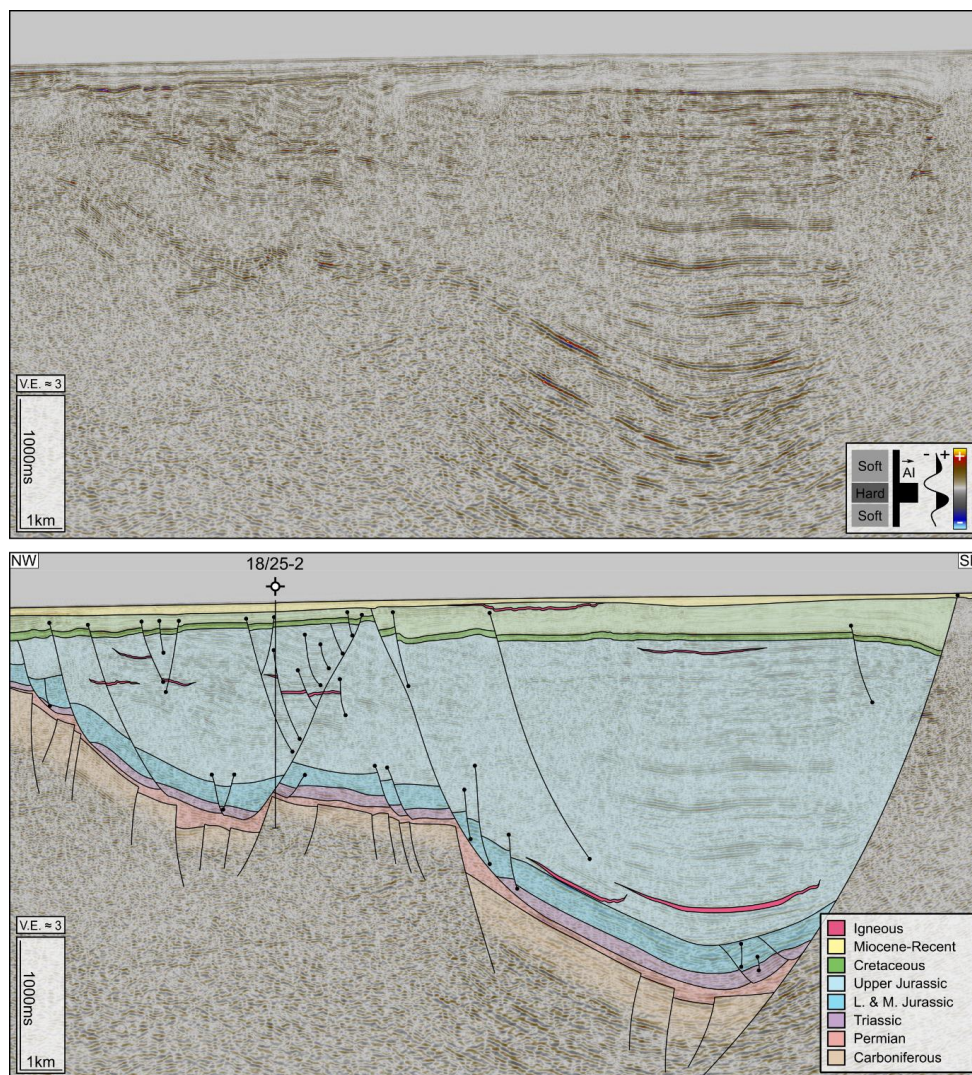 V.E. ≈ 3
1000ms
1km
Soft
Hard
Soft
AI
- +
+
-
NW
18/25-2
V.E. ≈ 3
1000ms
1km
Igneous
Miocene-Recent
Cretaceous
Upper Jurassic
L. & M. Jurassic
Triassic
Permian
Carboniferous